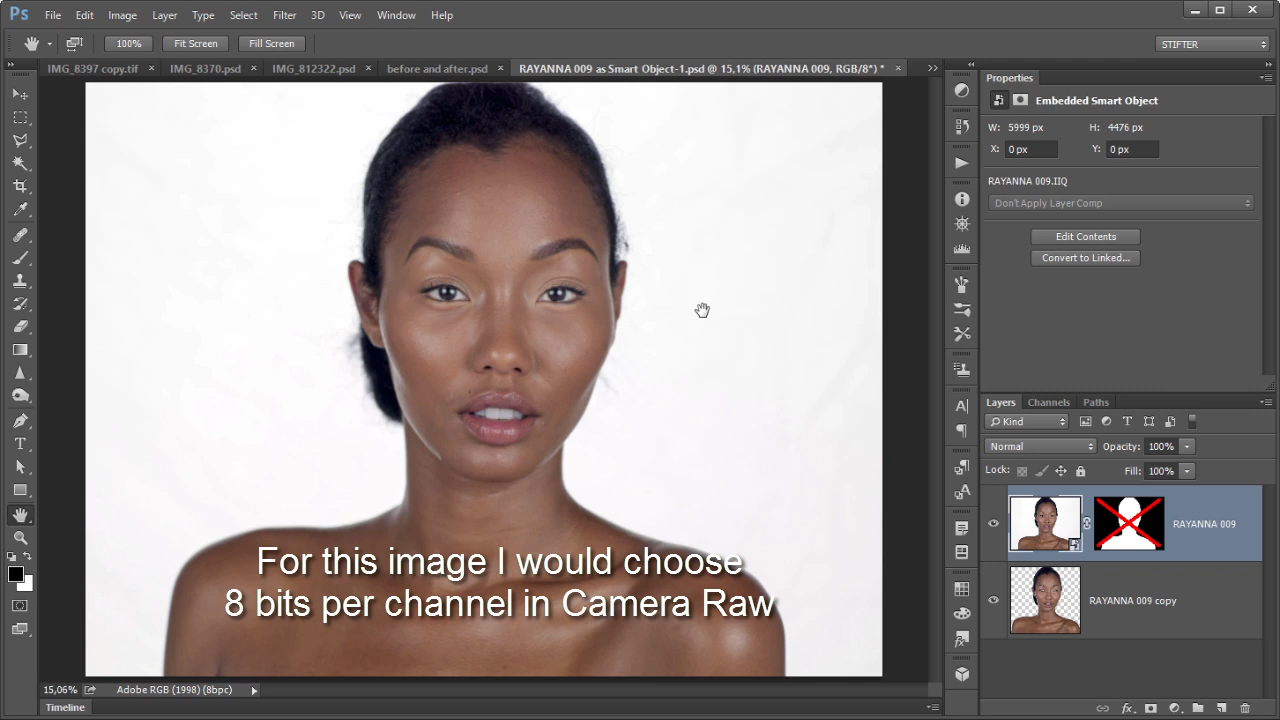 Ps File Edit Image Layer Type Select Filter 3D View Window Help
100% Fit Screen Fill Screen STIFTER
IMG_8397 copy.tif × IMG_8370.psd × IMG_812322.psd × before and after.psd × RAYANNA 009 as Smart Object-1.psd @ 15,1% (RAYANNA 009, RGB/8*) * ×
Properties
Embedded Smart Object
W: 5999 px H: 4476 px
X: 0 px Y: 0 px
RAYANNA 009.IIQ
Don't Apply Layer Comp
Edit Contents
Convert to Linked...
Layers Channels Paths
Kind
Normal Opacity: 100%
Lock: Fill: 100%
RAYANNA 009
RAYANNA 009 copy
For this image I would choose
8 bits per channel in Camera Raw
15,06% Adobe RGB (1998) (8bpc)
Timeline